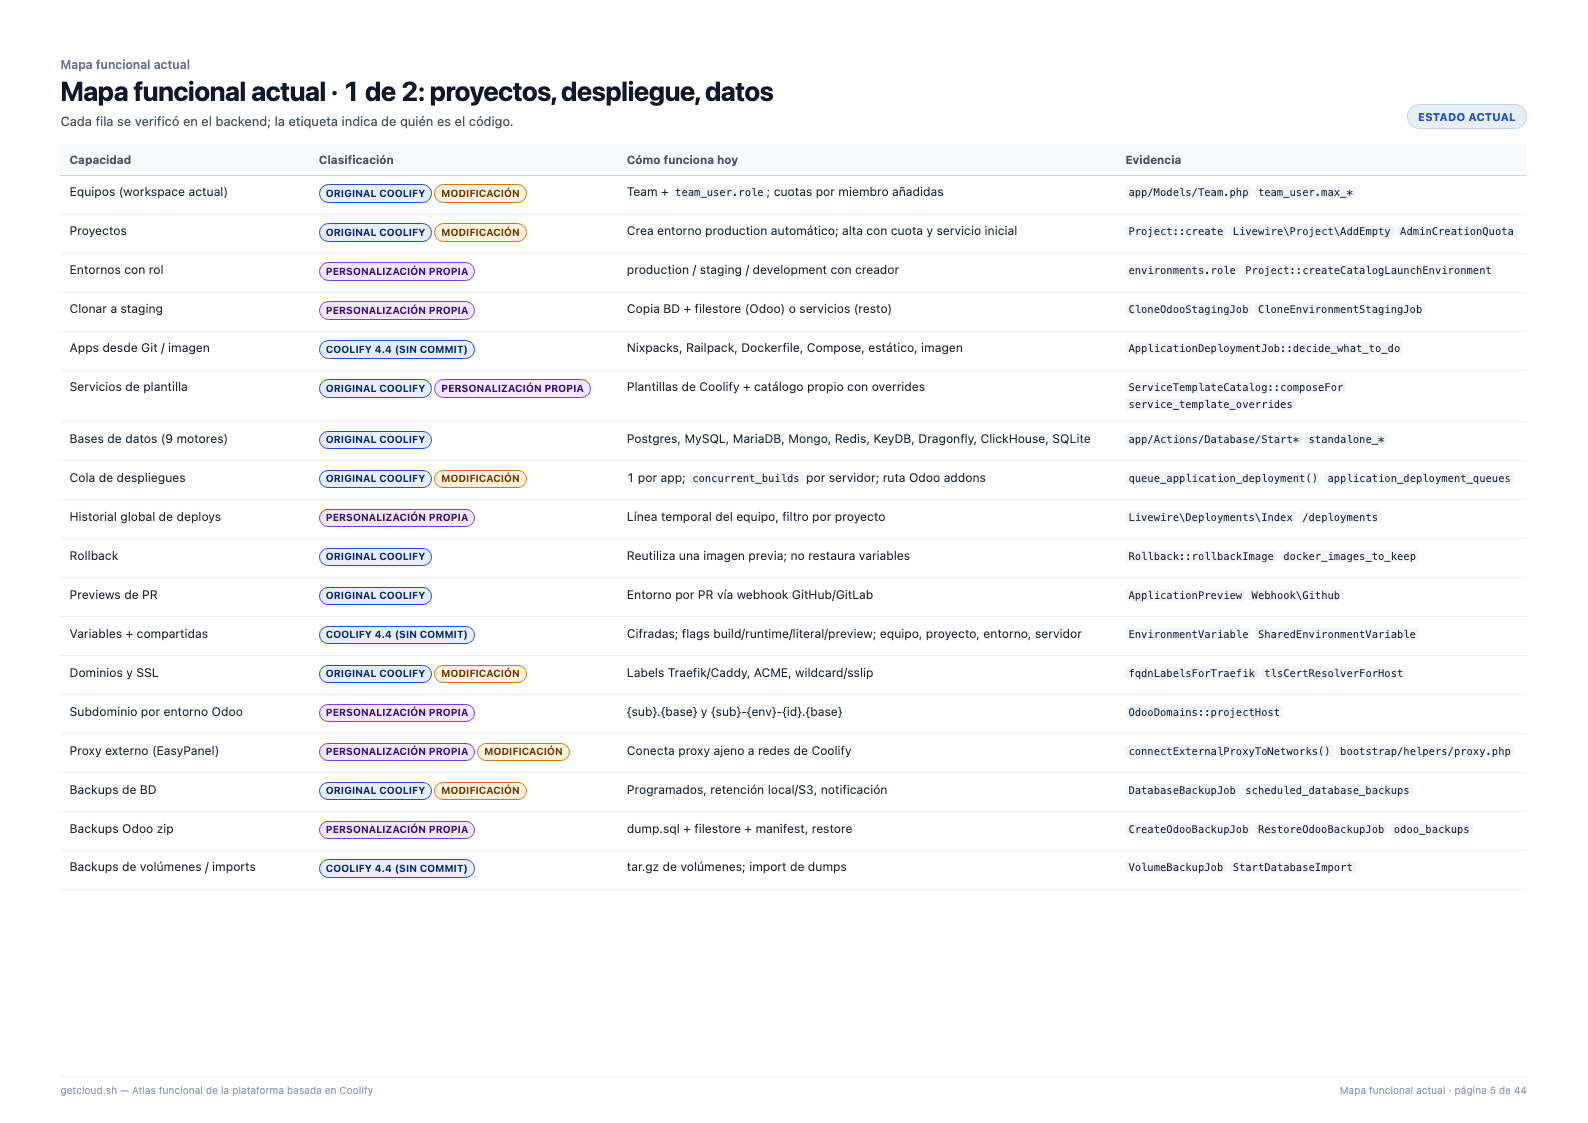 Mapa funcional actual
Mapa funcional actual · 1 de 2: proyectos, despliegue, datos
Cada fila se verificó en el backend; la etiqueta indica de quién es el código.
ESTADO ACTUAL
Capacidad Clasificación Cómo funciona hoy Evidencia
Equipos (workspace actual) ORIGINAL COOLIFY MODIFICACIÓN Team + team_user.role; cuotas por miembro añadidas app/Models/Team.php team_user.max_*
Proyectos ORIGINAL COOLIFY MODIFICACIÓN Crea entorno production automático; alta con cuota y servicio inicial Project::create Livewire\Project\AddEmpty AdminCreationQuota
Entornos con rol PERSONALIZACIÓN PROPIA production / staging / development con creador environments.role Project::createCatalogLaunchEnvironment
Clonar a staging PERSONALIZACIÓN PROPIA Copia BD + filestore (Odoo) o servicios (resto) CloneOdooStagingJob CloneEnvironmentStagingJob
Apps desde Git / imagen COOLIFY 4.4 (SIN COMMIT) Nixpacks, Railpack, Dockerfile, Compose, estático, imagen ApplicationDeploymentJob::decide_what_to_do
Servicios de plantilla ORIGINAL COOLIFY PERSONALIZACIÓN PROPIA Plantillas de Coolify + catálogo propio con overrides ServiceTemplateCatalog::composeFor
service_template_overrides
Bases de datos (9 motores) ORIGINAL COOLIFY Postgres, MySQL, MariaDB, Mongo, Redis, KeyDB, Dragonfly, ClickHouse, SQLite app/Actions/Database/Start* standalone_*
Cola de despliegues ORIGINAL COOLIFY MODIFICACIÓN 1 por app; concurrent_builds por servidor; ruta Odoo addons queue_application_deployment() application_deployment_queues
Historial global de deploys PERSONALIZACIÓN PROPIA Línea temporal del equipo, filtro por proyecto Livewire\Deployments\Index /deployments
Rollback ORIGINAL COOLIFY Reutiliza una imagen previa; no restaura variables Rollback::rollbackImage docker_images_to_keep
Previews de PR ORIGINAL COOLIFY Entorno por PR vía webhook GitHub/GitLab ApplicationPreview Webhook\Github
Variables + compartidas COOLIFY 4.4 (SIN COMMIT) Cifradas; flags build/runtime/literal/preview; equipo, proyecto, entorno, servidor EnvironmentVariable SharedEnvironmentVariable
Dominios y SSL ORIGINAL COOLIFY MODIFICACIÓN Labels Traefik/Caddy, ACME, wildcard/sslip fqdnLabelsForTraefik tlsCertResolverForHost
Subdominio por entorno Odoo PERSONALIZACIÓN PROPIA {sub}.{base} y {sub}-{env}-{id}.{base} OdooDomains::projectHost
Proxy externo (EasyPanel) PERSONALIZACIÓN PROPIA MODIFICACIÓN Conecta proxy ajeno a redes de Coolify connectExternalProxyToNetworks() bootstrap/helpers/proxy.php
Backups de BD ORIGINAL COOLIFY MODIFICACIÓN Programados, retención local/S3, notificación DatabaseBackupJob scheduled_database_backups
Backups Odoo zip PERSONALIZACIÓN PROPIA dump.sql + filestore + manifest, restore CreateOdooBackupJob RestoreOdooBackupJob odoo_backups
Backups de volúmenes / imports COOLIFY 4.4 (SIN COMMIT) tar.gz de volúmenes; import de dumps VolumeBackupJob StartDatabaseImport
getcloud.sh — Atlas funcional de la plataforma basada en Coolify Mapa funcional actual · página 5 de 44